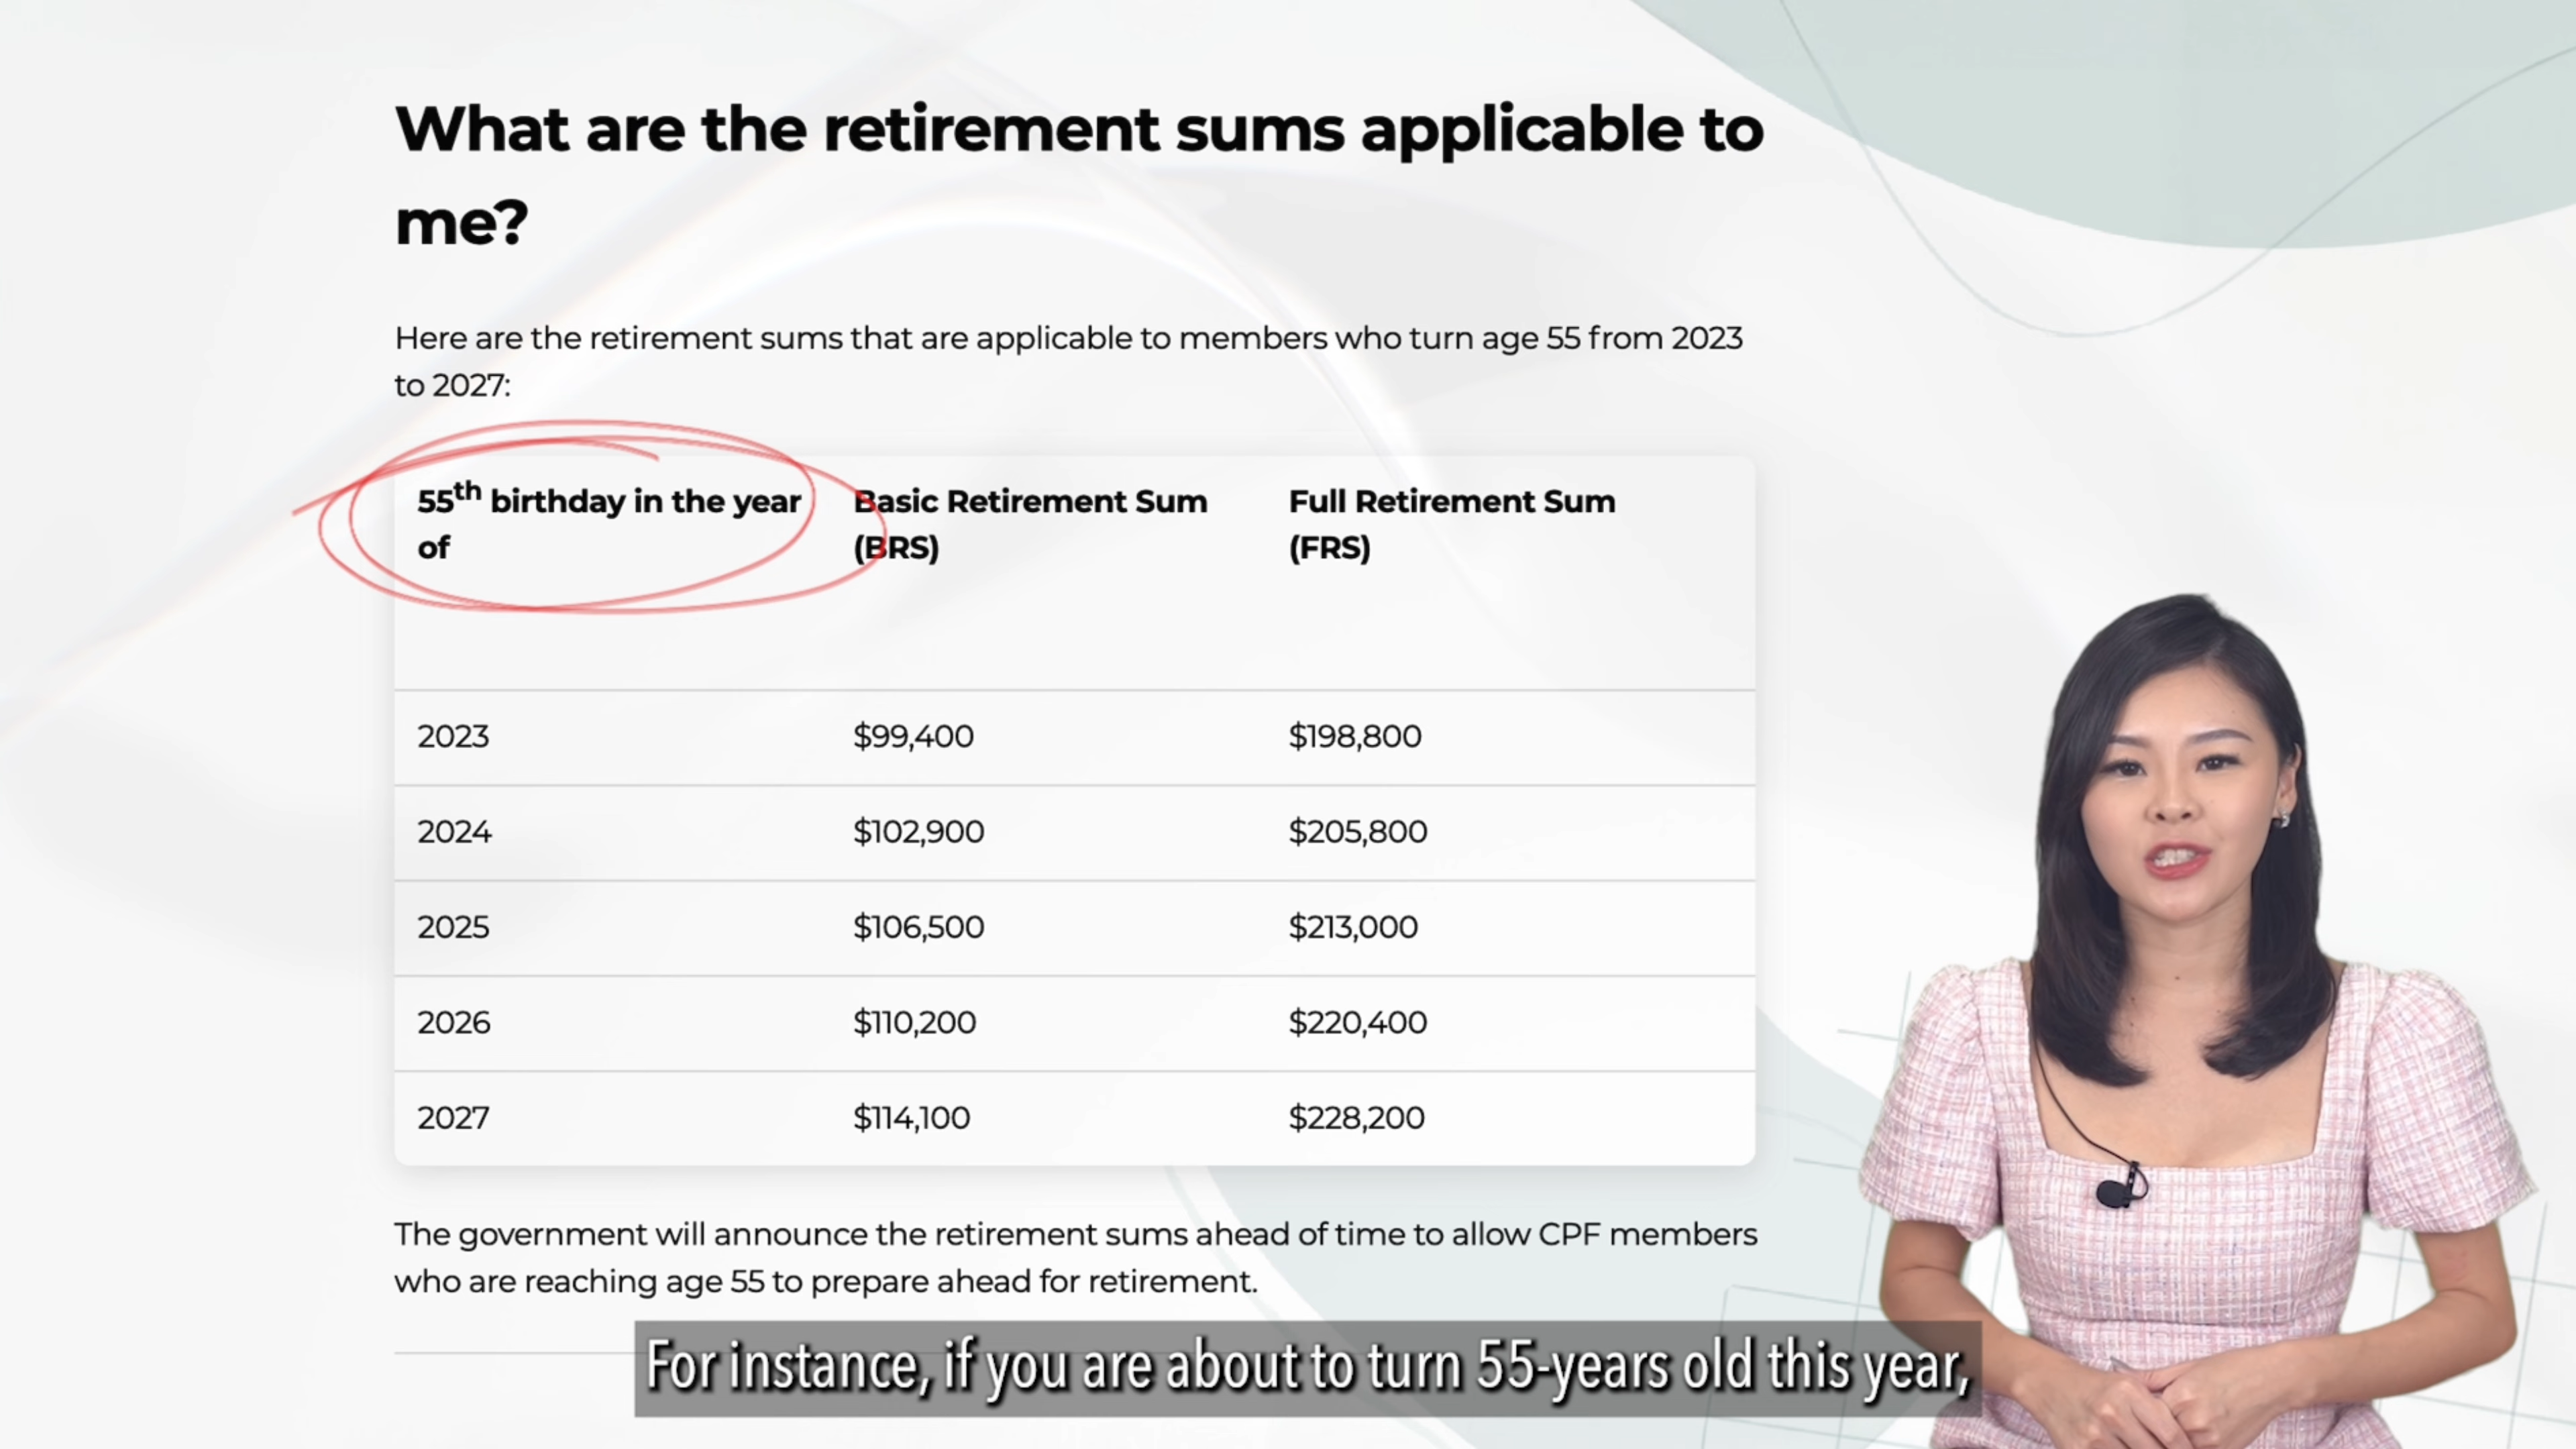 What are the retirement sums applicable to
me?
Here are the retirement sums that are applicable to members who turn age 55 from 2023
to 2027:
55th birthday in the year
of
Basic Retirement Sum
(BRS)
Full Retirement Sum
(FRS)
2023 $99,400 $198,800
2024 $102,900 $205,800
2025 $106,500 $213,000
2026 $110,200 $220,400
2027 $114,100 $228,200
The government will announce the retirement sums ahead of time to allow CPF members
who are reaching age 55 to prepare ahead for retirement.
For instance, if you are about to turn 55-years old this year,